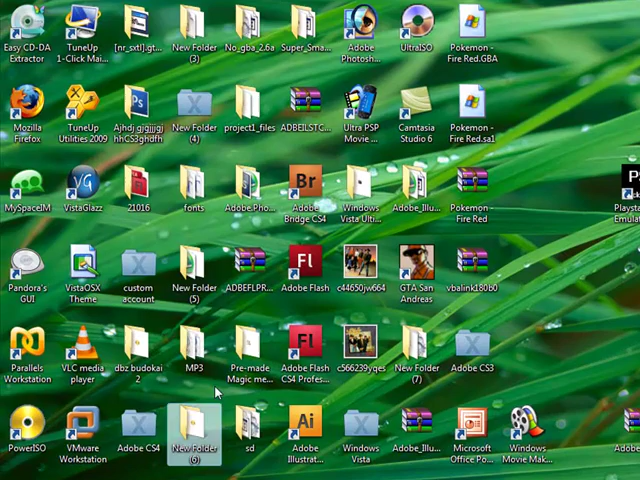 Easy CD-DA
Extractor
TuneUp
1-Click Mai...
[nr_sxtl].gt...
New Folder
(3)
No_gba_2.6a
Super_Sma...
Adobe
Photosh...
UltraISO
Pokemon -
Fire Red.GBA
Mozilla
Firefox
TuneUp
Utilities 2009
Ajhdj gjgjjjgj
hhCS3ghdfh
New Folder
(4)
project1_files
ADBEILSTC...
Ultra PSP
Movie ...
Camtasia
Studio 6
Pokemon -
Fire Red.sa1
MySpaceIM
VistaGlazz
21016
fonts
Adobe.Pho...
Adobe
Bridge CS4
Windows
Vista Ulti...
Adobe_Illu...
Pokemon -
Fire Red
Playsta
Emulat
Pandora's
GUI
VistaOSX
Theme
custom
account
New Folder
(5)
ADBEFLPR...
Adobe Flash
c44650jw664
GTA San
Andreas
vbalink180b0
Parallels
Workstation
VLC media
player
dbz budokai
2
MP3
Pre-made
Magic me...
Adobe Flash
CS4 Profes...
c566239yqes
New Folder
(7)
Adobe CS3
PowerISO
VMware
Workstation
Adobe CS4
New Folder
(6)
sd
Adobe
Illustrat...
Windows
Vista
Adobe_Illu...
Microsoft
Office Po...
Windows
Movie Mak...